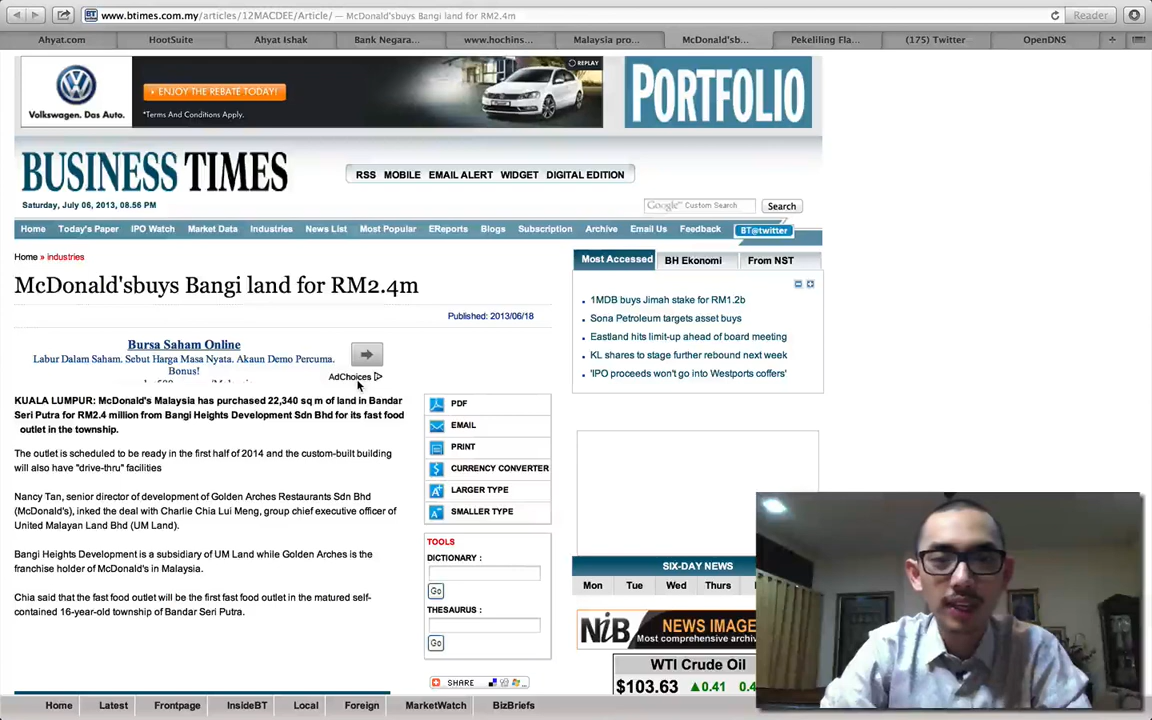 www.btimes.com.my/articles/12MACDEE/Article/ — McDonald'sbuys Bangi land for RM2.4m
Reader
Ahyat.com HootSuite Ahyat Ishak Bank Negara... www.hochins... Malaysia pro... McDonald'sb... Pekeliling Fla... (175) Twitter OpenDNS
REPLAY
ENJOY THE REBATE TODAY!
Volkswagen. Das Auto.
*Terms And Conditions Apply.
PORTFOLIO
BUSINESS TIMES
RSS MOBILE EMAIL ALERT WIDGET DIGITAL EDITION
Saturday, July 06, 2013, 08.56 PM
Google™ Custom Search Search
Home Today's Paper IPO Watch Market Data Industries News List Most Popular EReports Blogs Subscription Archive Email Us Feedback BT@twitter
Home » industries
McDonald'sbuys Bangi land for RM2.4m
Published: 2013/06/18
Bursa Saham Online
Labur Dalam Saham. Sebut Harga Masa Nyata. Akaun Demo Percuma.
Bonus!
AdChoices
KUALA LUMPUR: McDonald's Malaysia has purchased 22,340 sq m of land in Bandar
Seri Putra for RM2.4 million from Bangi Heights Development Sdn Bhd for its fast food
outlet in the township.
The outlet is scheduled to be ready in the first half of 2014 and the custom-built building
will also have "drive-thru" facilities
Nancy Tan, senior director of development of Golden Arches Restaurants Sdn Bhd
(McDonald's), inked the deal with Charlie Chia Lui Meng, group chief executive officer of
United Malayan Land Bhd (UM Land).
Bangi Heights Development is a subsidiary of UM Land while Golden Arches is the
franchise holder of McDonald's in Malaysia.
Chia said that the fast food outlet will be the first fast food outlet in the matured self-
contained 16-year-old township of Bandar Seri Putra.
PDF
EMAIL
PRINT
CURRENCY CONVERTER
LARGER TYPE
SMALLER TYPE
TOOLS
DICTIONARY :
Go
THESAURUS :
Go
SHARE
Most Accessed BH Ekonomi From NST
1MDB buys Jimah stake for RM1.2b
Sona Petroleum targets asset buys
Eastland hits limit-up ahead of board meeting
KL shares to stage further rebound next week
'IPO proceeds won't go into Westports coffers'
SIX-DAY NEWS
Mon Tue Wed Thurs
NIB NEWS IMAGE
Most comprehensive archiv
WTI Crude Oil
$103.63 ▲0.41 0.4
Home Latest Frontpage InsideBT Local Foreign MarketWatch BizBriefs